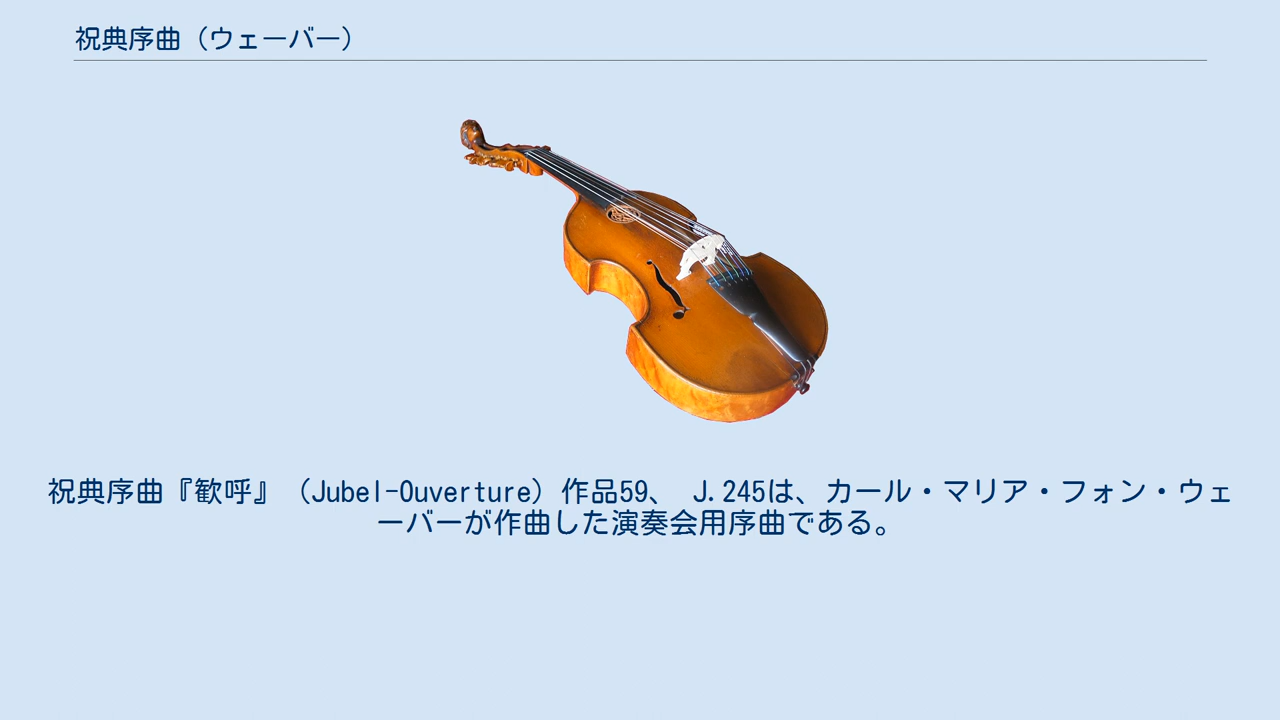 祝典序曲（ウェーバー）
祝典序曲『歓呼』（Jubel-Ouverture）作品59、 J.245は、カール・マリア・フォン・ウェ
ーバーが作曲した演奏会用序曲である。